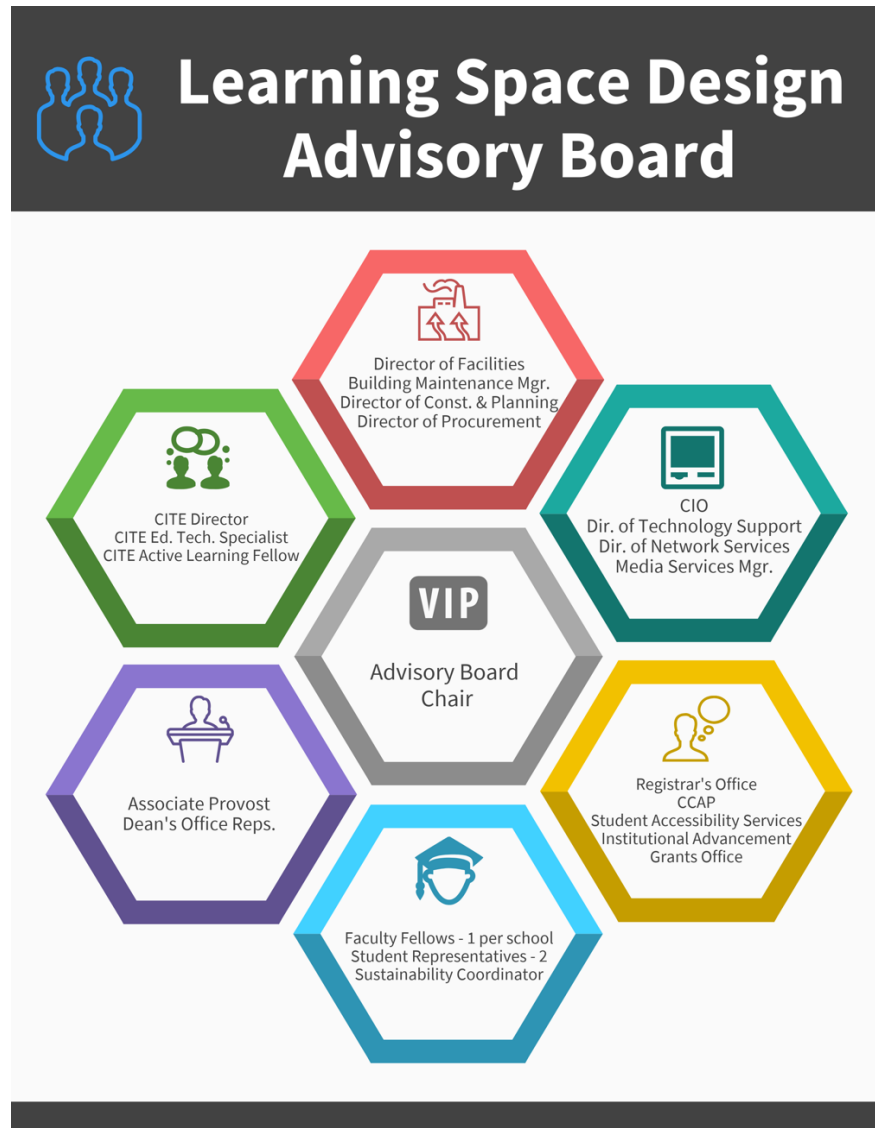 Learning Space Design
Advisory Board
Director of Facilities
Building Maintenance Mgr.
Director of Const. & Planning
Director of Procurement
CITE Director
CITE Ed. Tech. Specialist
CITE Active Learning Fellow
CIO
Dir. of Technology Support
Dir. of Network Services
Media Services Mgr.
VIP
Advisory Board
Chair
Associate Provost
Dean's Office Reps.
Registrar's Office
CCAP
Student Accessibility Services
Institutional Advancement
Grants Office
Faculty Fellows - 1 per school
Student Representatives - 2
Sustainability Coordinator